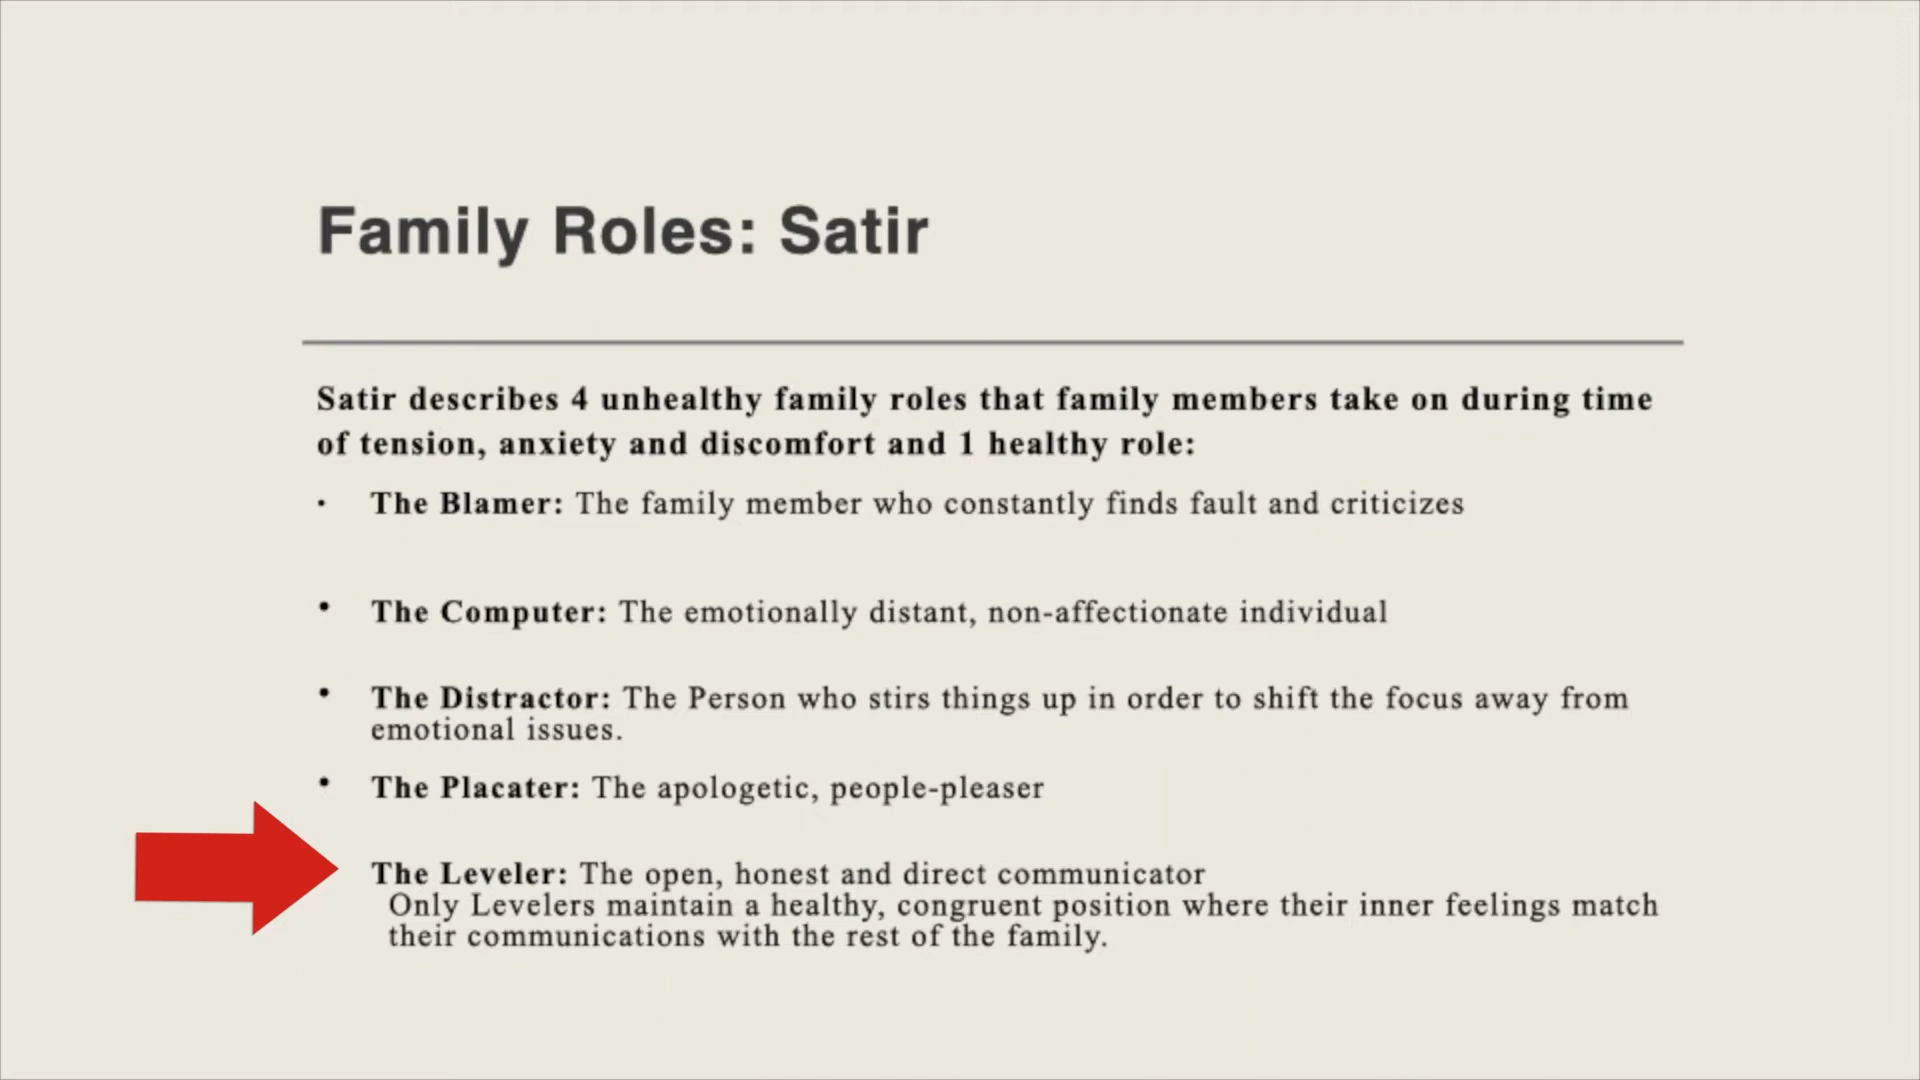 Family Roles: Satir
Satir describes 4 unhealthy family roles that family members take on during time
of tension, anxiety and discomfort and 1 healthy role:
• The Blamer: The family member who constantly finds fault and criticizes
• The Computer: The emotionally distant, non-affectionate individual
• The Distractor: The Person who stirs things up in order to shift the focus away from
emotional issues.
• The Placater: The apologetic, people-pleaser
The Leveler: The open, honest and direct communicator
Only Levelers maintain a healthy, congruent position where their inner feelings match
their communications with the rest of the family.